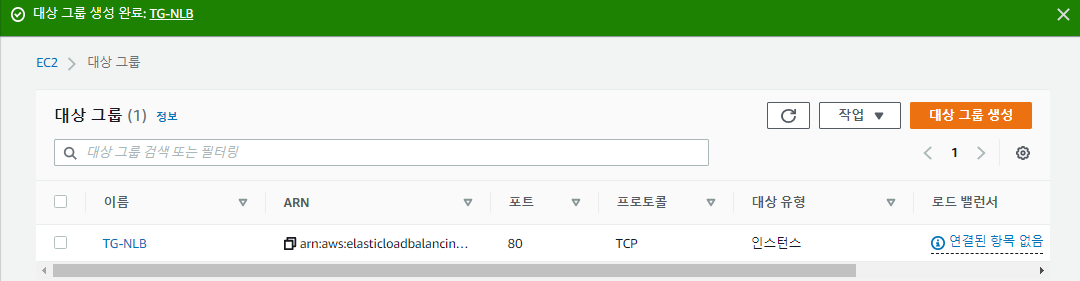 대상 그룹 생성 완료: TG-NLB
EC2 대상 그룹
대상 그룹 (1) 정보 작업 대상 그룹 생성
대상 그룹 검색 또는 필터링 1
이름 ARN 포트 프로토콜 대상 유형 로드 밸런서
TG-NLB arn:aws:elasticloadbalancin... 80 TCP 인스턴스 연결된 항목 없음